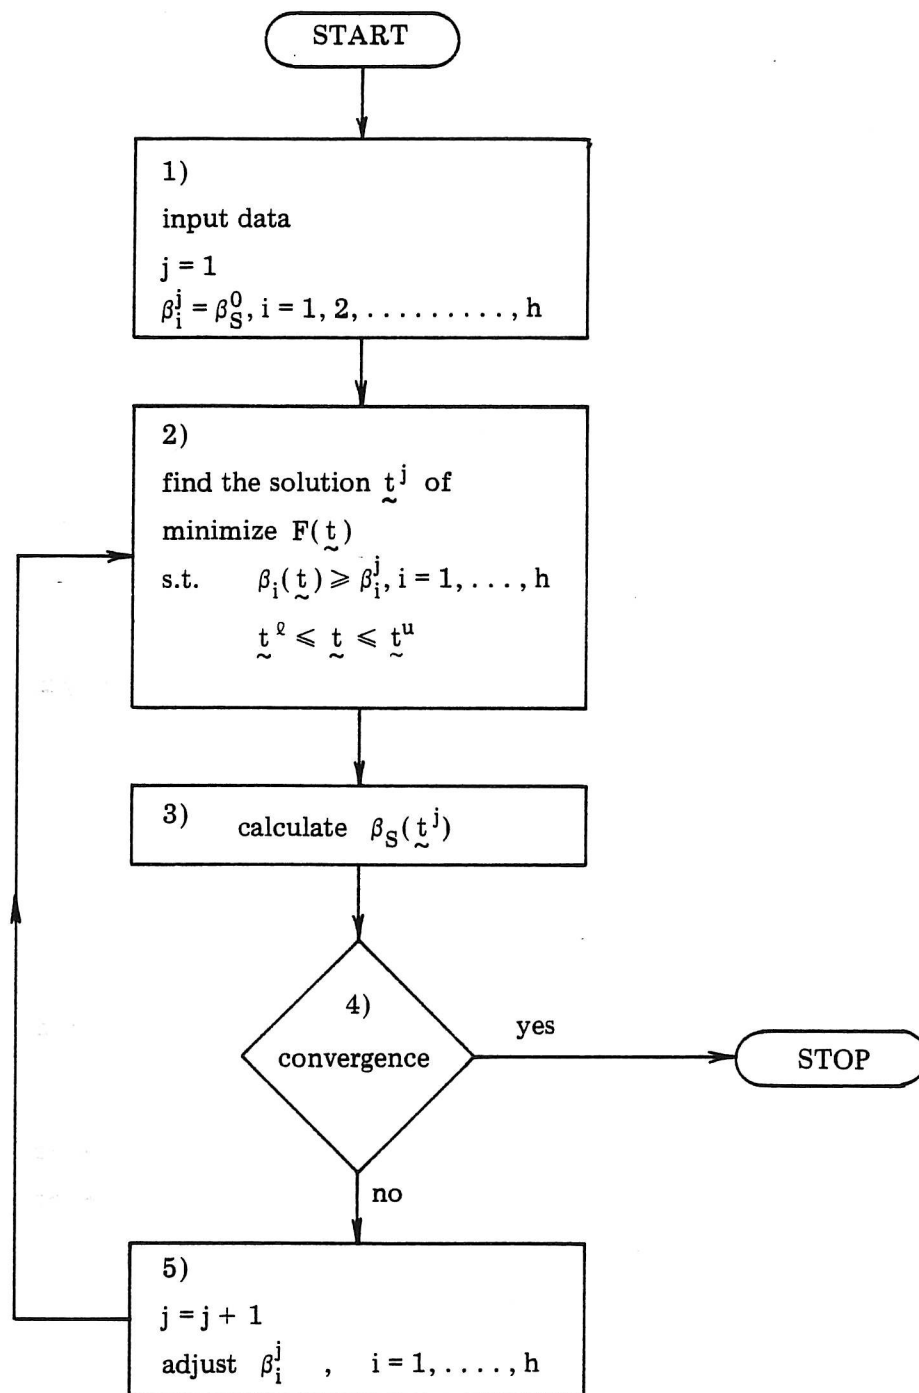 START
1)
input data
j = 1
β_i^j = β_S^0, i = 1, 2, . . . . . . . . . . , h
2)
find the solution t̰^j of
minimize F(t̰)
s.t. β_i(t̰) ⩾ β_i^j, i = 1, . . . , h
t̰^ℓ ⩽ t̰ ⩽ t̰^u
3) calculate β_S(t̰^j)
4)
convergence
yes
STOP
no
5)
j = j + 1
adjust β_i^j , i = 1, . . . . . , h